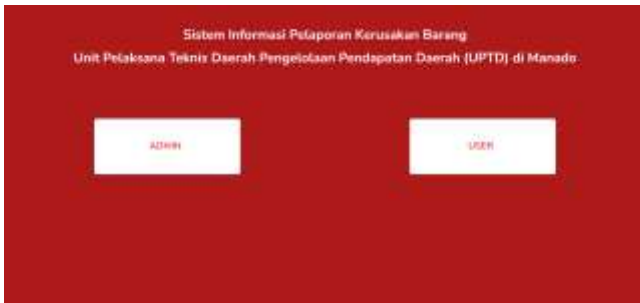 Sistem Informasi Pelaporan Kerusakan Barang
Unit Pelaksana Teknis Daerah Pengelolaan Pendapatan Daerah (UPTD) di Manado
ADMIN
USER